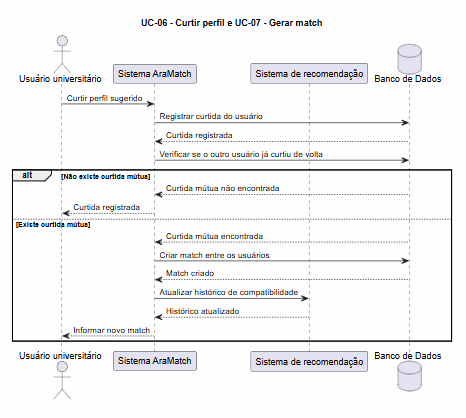 UC-06 - Curtir perfil e UC-07 - Gerar match
Usuário universitário
Sistema AraMatch
Sistema de recomendação
Banco de Dados
Curtir perfil sugerido
Registrar curtida do usuário
Curtida registrada
Verificar se o outro usuário já curtiu de volta
alt
[Não existe curtida mútua]
Curtida mútua não encontrada
Curtida registrada
[Existe curtida mútua]
Curtida mútua encontrada
Criar match entre os usuários
Match criado
Atualizar histórico de compatibilidade
Histórico atualizado
Informar novo match
Usuário universitário
Sistema AraMatch
Sistema de recomendação
Banco de Dados